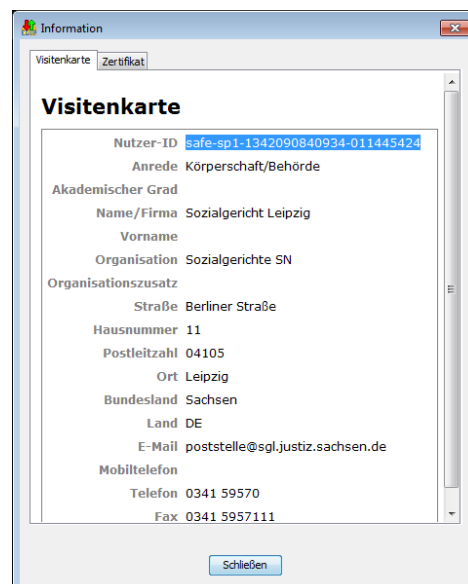 Information
Visitenkarte Zertifikat
Visitenkarte
Nutzer-ID safe-sp1-1342090840934-011445424
Anrede Körperschaft/Behörde
Akademischer Grad
Name/Firma Sozialgericht Leipzig
Vorname
Organisation Sozialgerichte SN
Organisationszusatz
Straße Berliner Straße
Hausnummer 11
Postleitzahl 04105
Ort Leipzig
Bundesland Sachsen
Land DE
E-Mail poststelle@sgl.justiz.sachsen.de
Mobiltelefon
Telefon 0341 59570
Fax 0341 5957111
Schließen